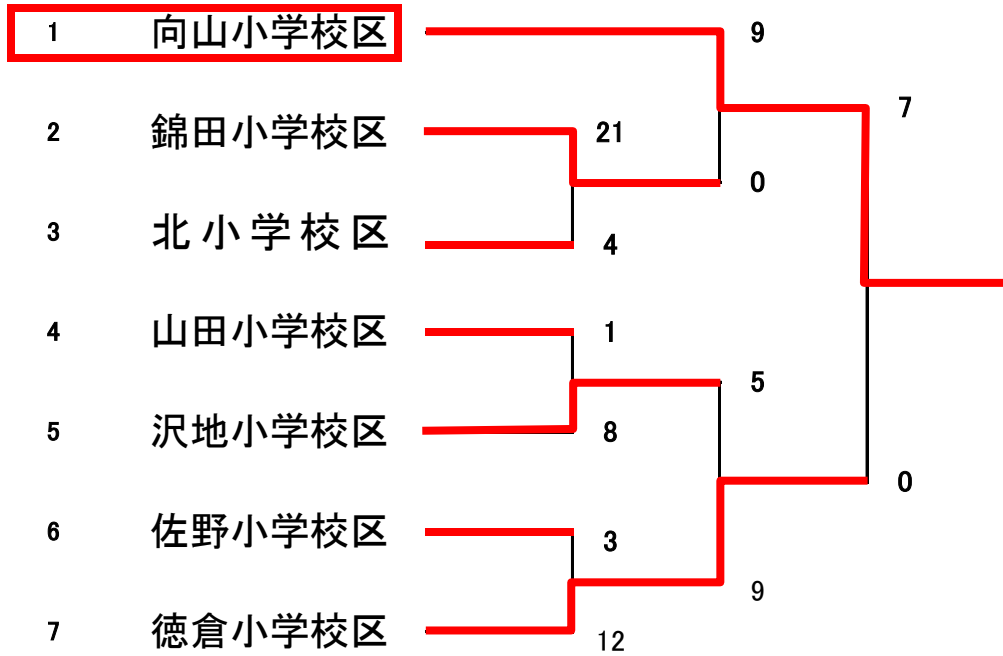 1 向山小学校区 9
7
2 錦田小学校区 21
0
3 北小学校区 4
4 山田小学校区 1
5
5 沢地小学校区 8
0
6 佐野小学校区 3
9
7 徳倉小学校区 12